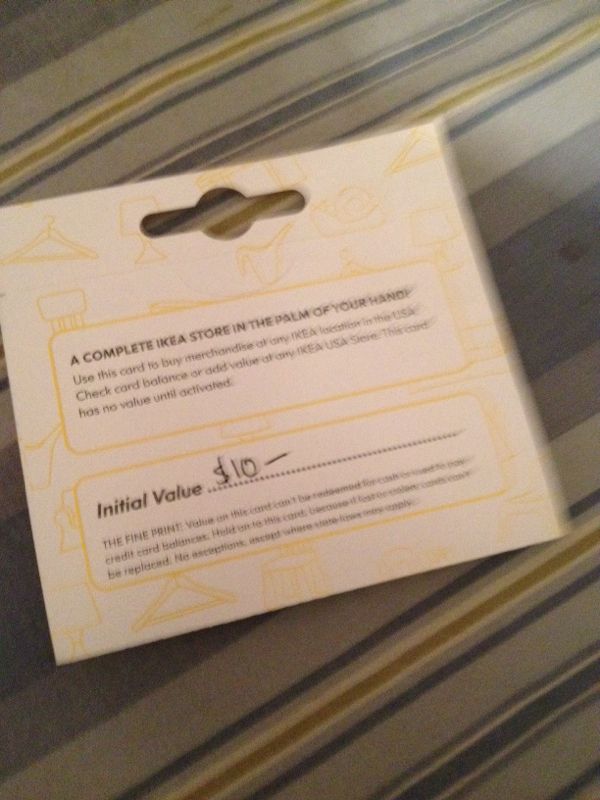 A COMPLETE IKEA STORE IN THE PALM OF YOUR HAND!
Use this card to buy merchandise at any IKEA location in the USA.
Check card balance or add value at any IKEA USA Store. This card
has no value until activated.
Initial Value $10 –
THE FINE PRINT: Value on this card can't be redeemed for cash or used to pay
credit card balances. Hold on to this card, because if lost or stolen, cards can't
be replaced. No exceptions, except where state laws may apply.